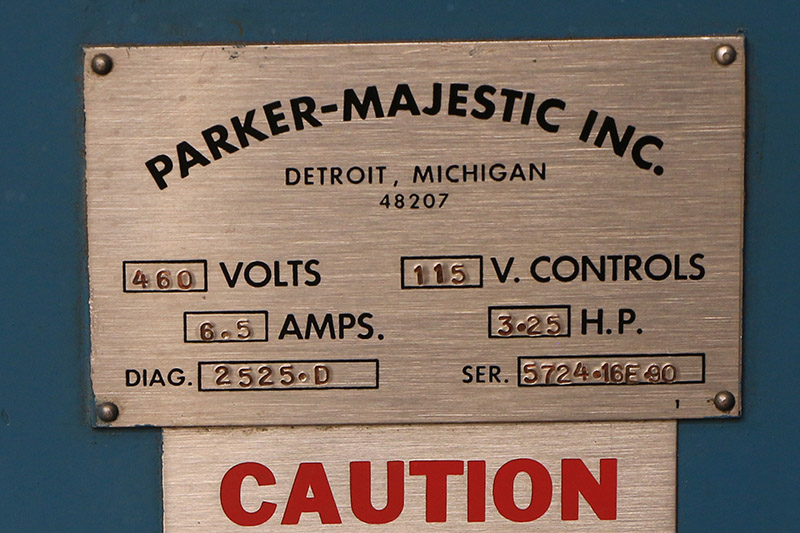 PARKER-MAJESTIC INC.
DETROIT, MICHIGAN
48207
460 VOLTS 115 V. CONTROLS
6.5 AMPS. 3.25 H.P.
DIAG. 2525.D SER. 5724.16E.90
1
CAUTION